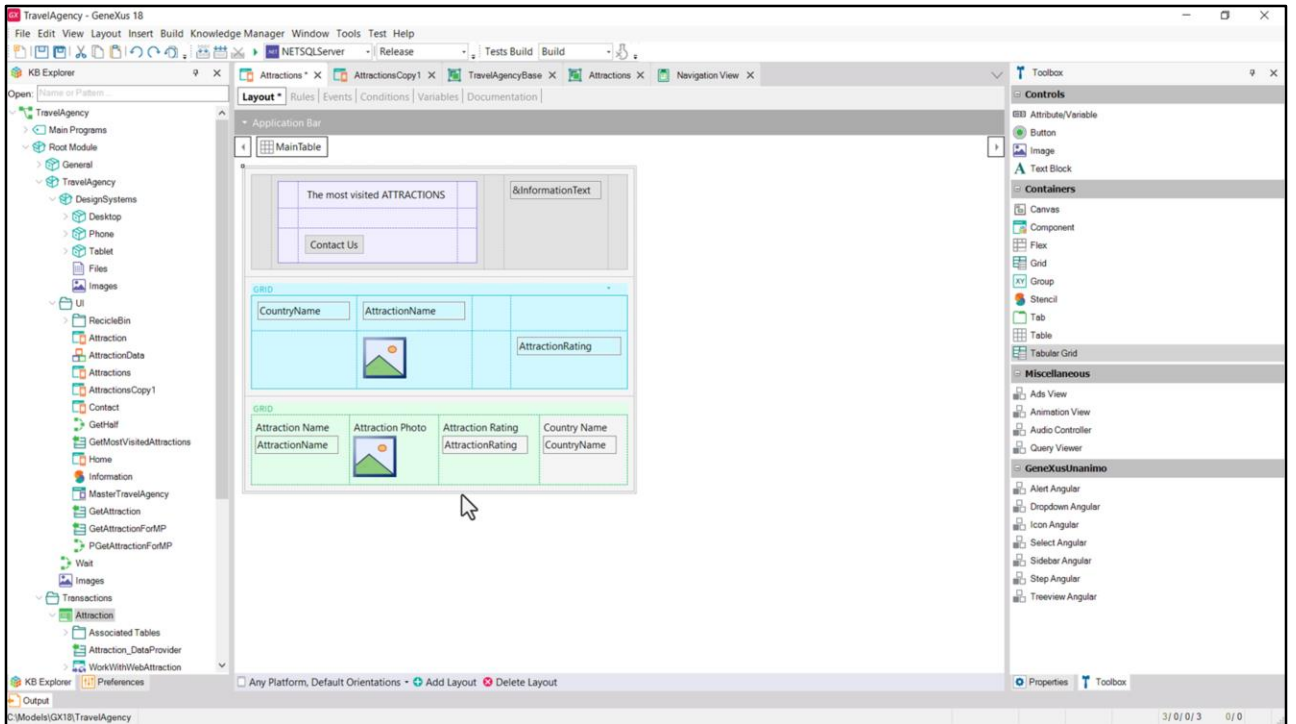 GX TravelAgency - GeneXus 18
File Edit View Layout Insert Build Knowledge Manager Window Tools Test Help
NETSQLServer Release Tests Build Build
KB Explorer
Open: Name or Pattern...
TravelAgency
Main Programs
Root Module
General
TravelAgency
DesignSystems
Desktop
Phone
Tablet
Files
Images
UI
RecicleBin
Attraction
AttractionData
Attractions
AttractionsCopy1
Contact
GetHalf
GetMostVisitedAttractions
Home
Information
MasterTravelAgency
GetAttraction
GetAttractionForMP
PGetAttractionForMP
Wait
Images
Transactions
Attraction
Associated Tables
Attraction_DataProvider
WorkWithWebAttraction
KB Explorer Preferences
Attractions * X AttractionsCopy1 X TravelAgencyBase X Attractions X Navigation View X
Layout * Rules Events Conditions Variables Documentation
Application Bar
MainTable
The most visited ATTRACTIONS
&InformationText
Contact Us
GRID
CountryName AttractionName
AttractionRating
GRID
Attraction Name Attraction Photo Attraction Rating Country Name
AttractionName AttractionRating CountryName
Any Platform, Default Orientations Add Layout Delete Layout
Toolbox
Controls
Attribute/Variable
Button
Image
A Text Block
Containers
Canvas
Component
Flex
Grid
XY Group
Stencil
Tab
Table
Tabular Grid
Miscellaneous
Ads View
Animation View
Audio Controller
Query Viewer
GeneXusUnanimo
Alert Angular
Dropdown Angular
Icon Angular
Select Angular
Sidebar Angular
Step Angular
Treeview Angular
Properties Toolbox
Output
C:\Models\GX18\TravelAgency 3/0/0/3 0/0